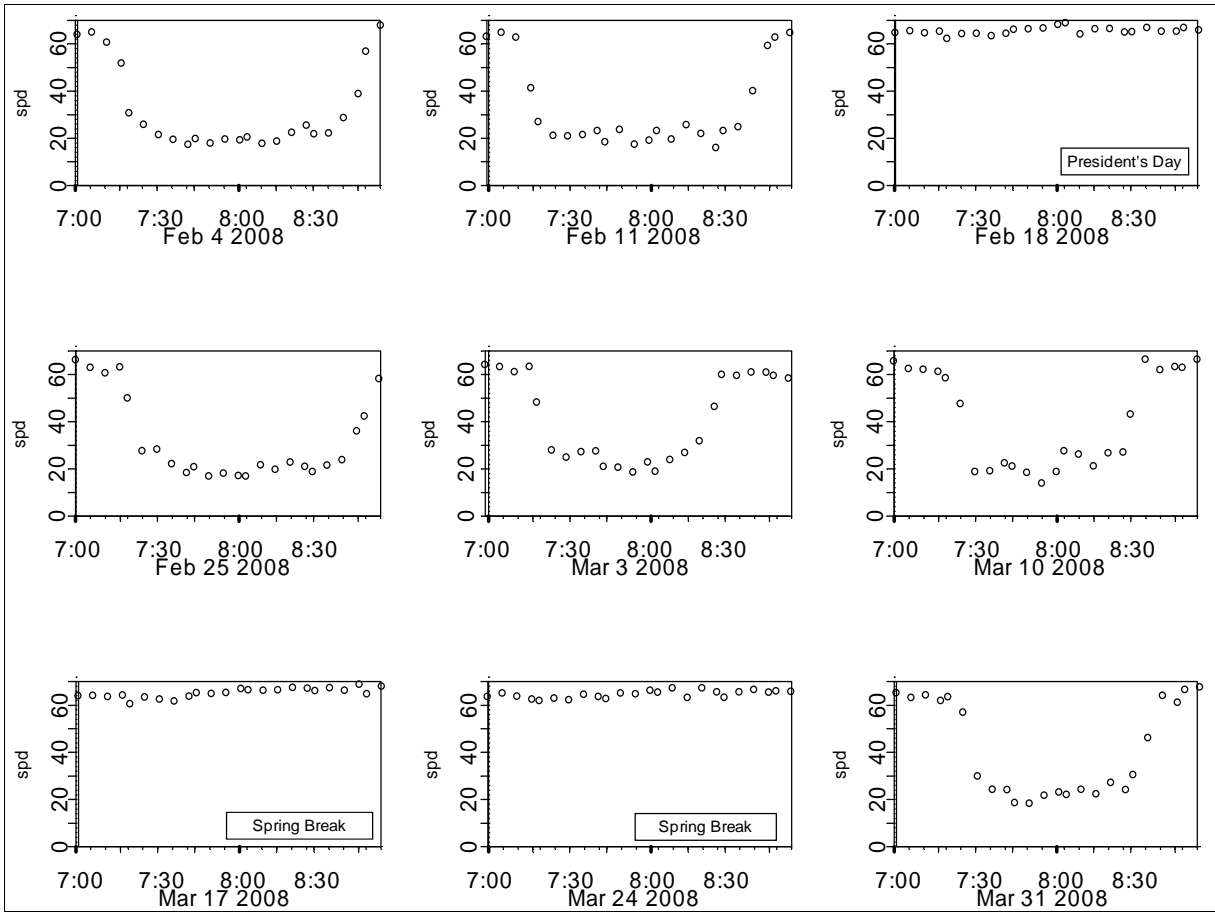 spd
60
40
20
0
7:00 7:30 8:00 8:30
Feb 4 2008
spd
60
40
20
0
7:00 7:30 8:00 8:30
Feb 11 2008
spd
60
40
20
0
President's Day
7:00 7:30 8:00 8:30
Feb 18 2008
spd
60
40
20
0
7:00 7:30 8:00 8:30
Feb 25 2008
spd
60
40
20
0
7:00 7:30 8:00 8:30
Mar 3 2008
spd
60
40
20
0
7:00 7:30 8:00 8:30
Mar 10 2008
spd
60
40
20
0
Spring Break
7:00 7:30 8:00 8:30
Mar 17 2008
spd
60
40
20
0
Spring Break
7:00 7:30 8:00 8:30
Mar 24 2008
spd
60
40
20
0
7:00 7:30 8:00 8:30
Mar 31 2008